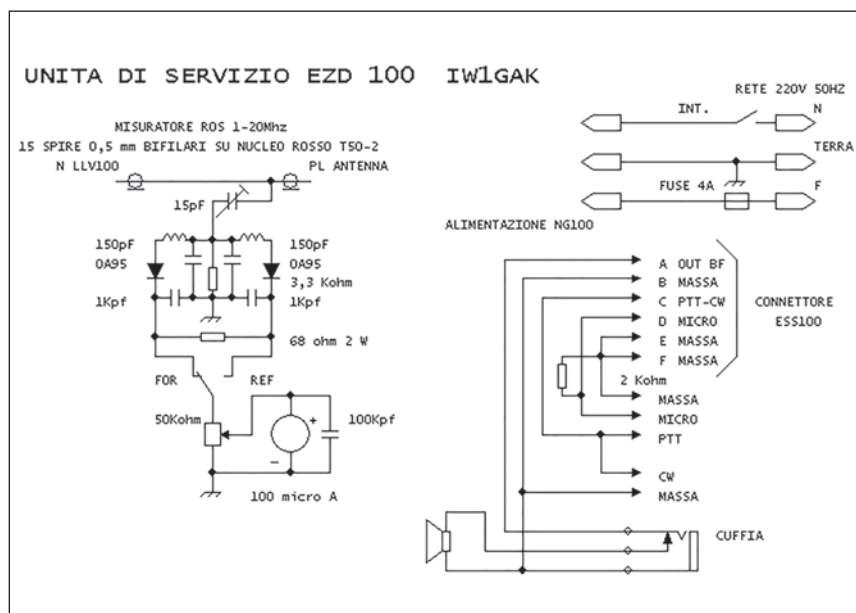 UNITA DI SERVIZIO EZD 100 IW1GAK
MISURATORE ROS 1-20Mhz
15 SPIRE 0,5 mm BIFILARI SU NUCLEO ROSSO T50-2
N LLV100
PL ANTENNA
15pF
150pF
OA95
150pF
OA95
3,3 Kohm
1Kpf
1Kpf
68 ohm 2 W
FOR
REF
50Kohm
+
-
100Kpf
100 micro A
RETE 220V 50HZ
INT.
N
TERRA
FUSE 4A
F
ALIMENTAZIONE NG100
A OUT BF
B MASSA
C PTT-CW
D MICRO
E MASSA
F MASSA
CONNETTORE
ESS100
2 Kohm
MASSA
MICRO
PTT
CW
MASSA
CUFFIA